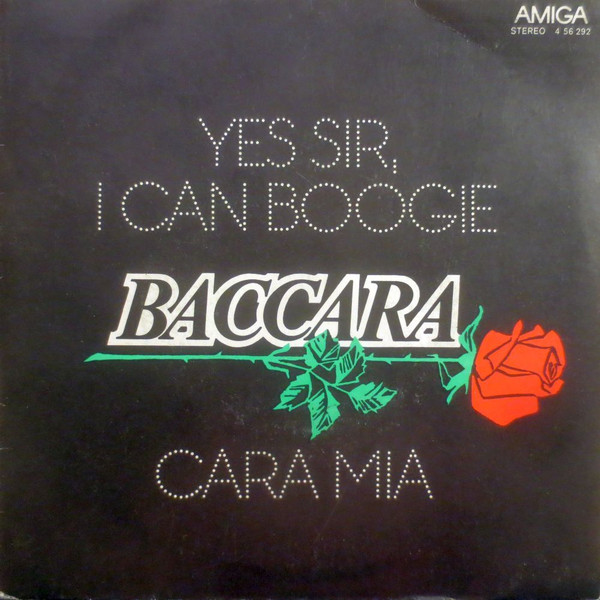 AMIGA
STEREO 4 56 292
YES SIR,
I CAN BOOGIE
BACCARA
CARA MIA